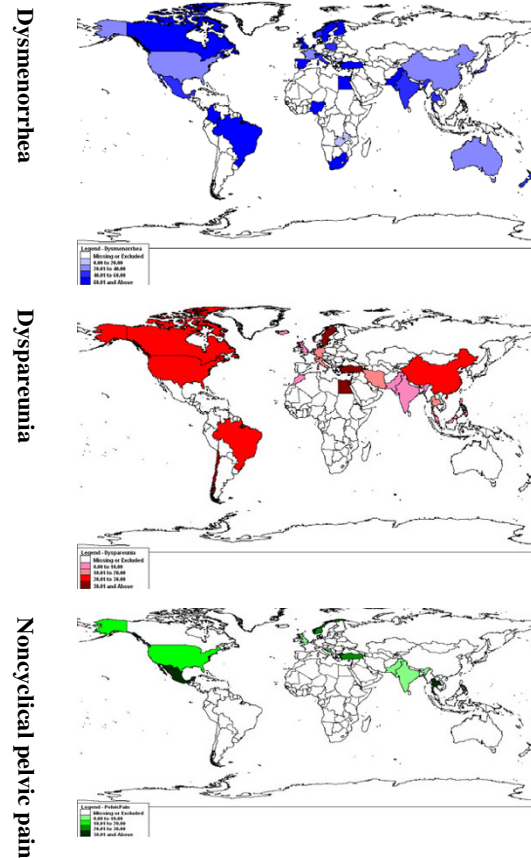 Dysmenorrhea
Legend - Dysmenorrhea
Missing or Excluded
0.00 to 20.00
20.01 to 40.00
40.01 to 60.00
60.01 and Above
Dyspareunia
Legend - Dyspareunia
Missing or Excluded
0.00 to 10.00
10.01 to 20.00
20.01 to 30.00
30.01 and Above
Noncyclical pelvic pain
Legend - PelvicPain
Missing or Excluded
0.00 to 10.00
10.01 to 20.00
20.01 to 30.00
30.01 and Above